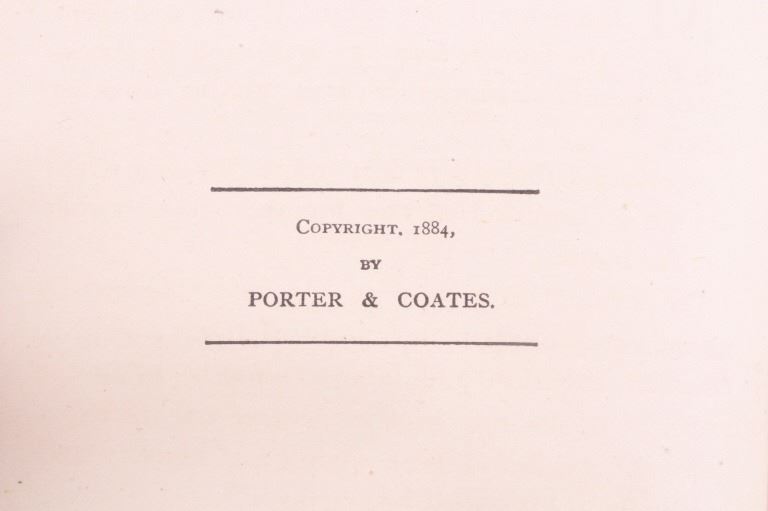 COPYRIGHT, 1884,
BY
PORTER & COATES.